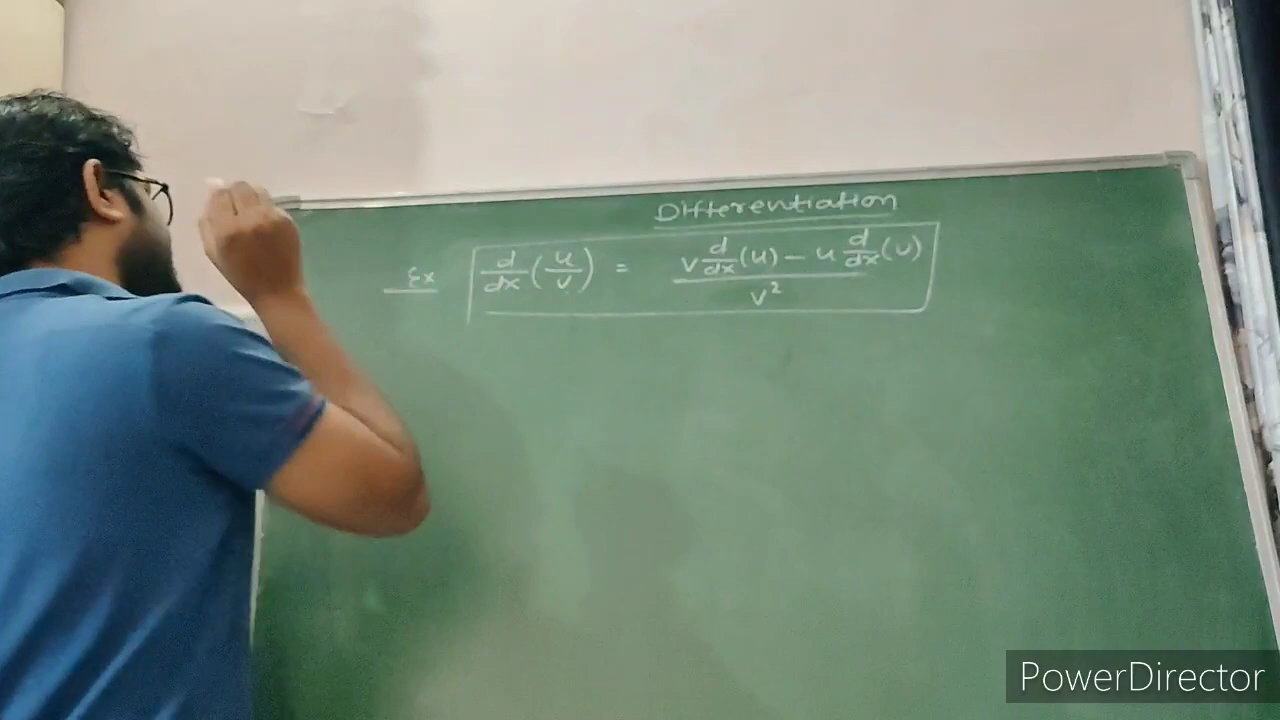 Differentiation
Ex d/dx (u/v) = (v d/dx (u) - u d/dx (v)) / v²
PowerDirector